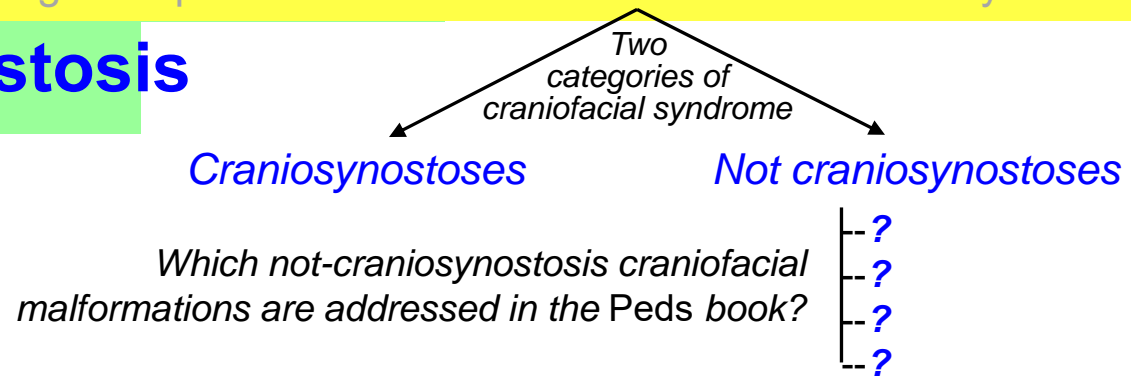 stosis
Two
categories of
craniofacial syndrome
Craniosynostoses
Not craniosynostoses
Which not-craniosynostosis craniofacial
malformations are addressed in the Peds book?
--?
--?
--?
--?